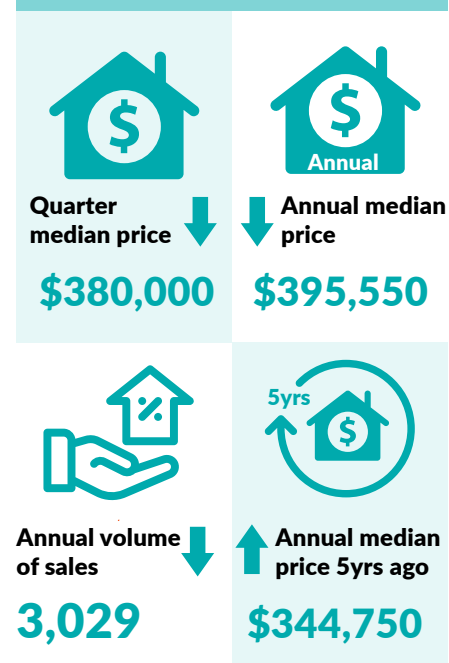 $
$
Annual
Quarter
median price
$380,000
Annual median
price
$395,550
%
5yrs
$
Annual volume
of sales
3,029
Annual median
price 5yrs ago
$344,750